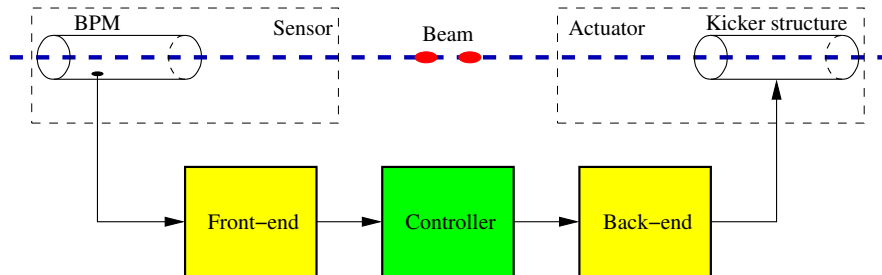 BPM
Sensor
Beam
Actuator
Kicker structure
Front−end
Controller
Back−end